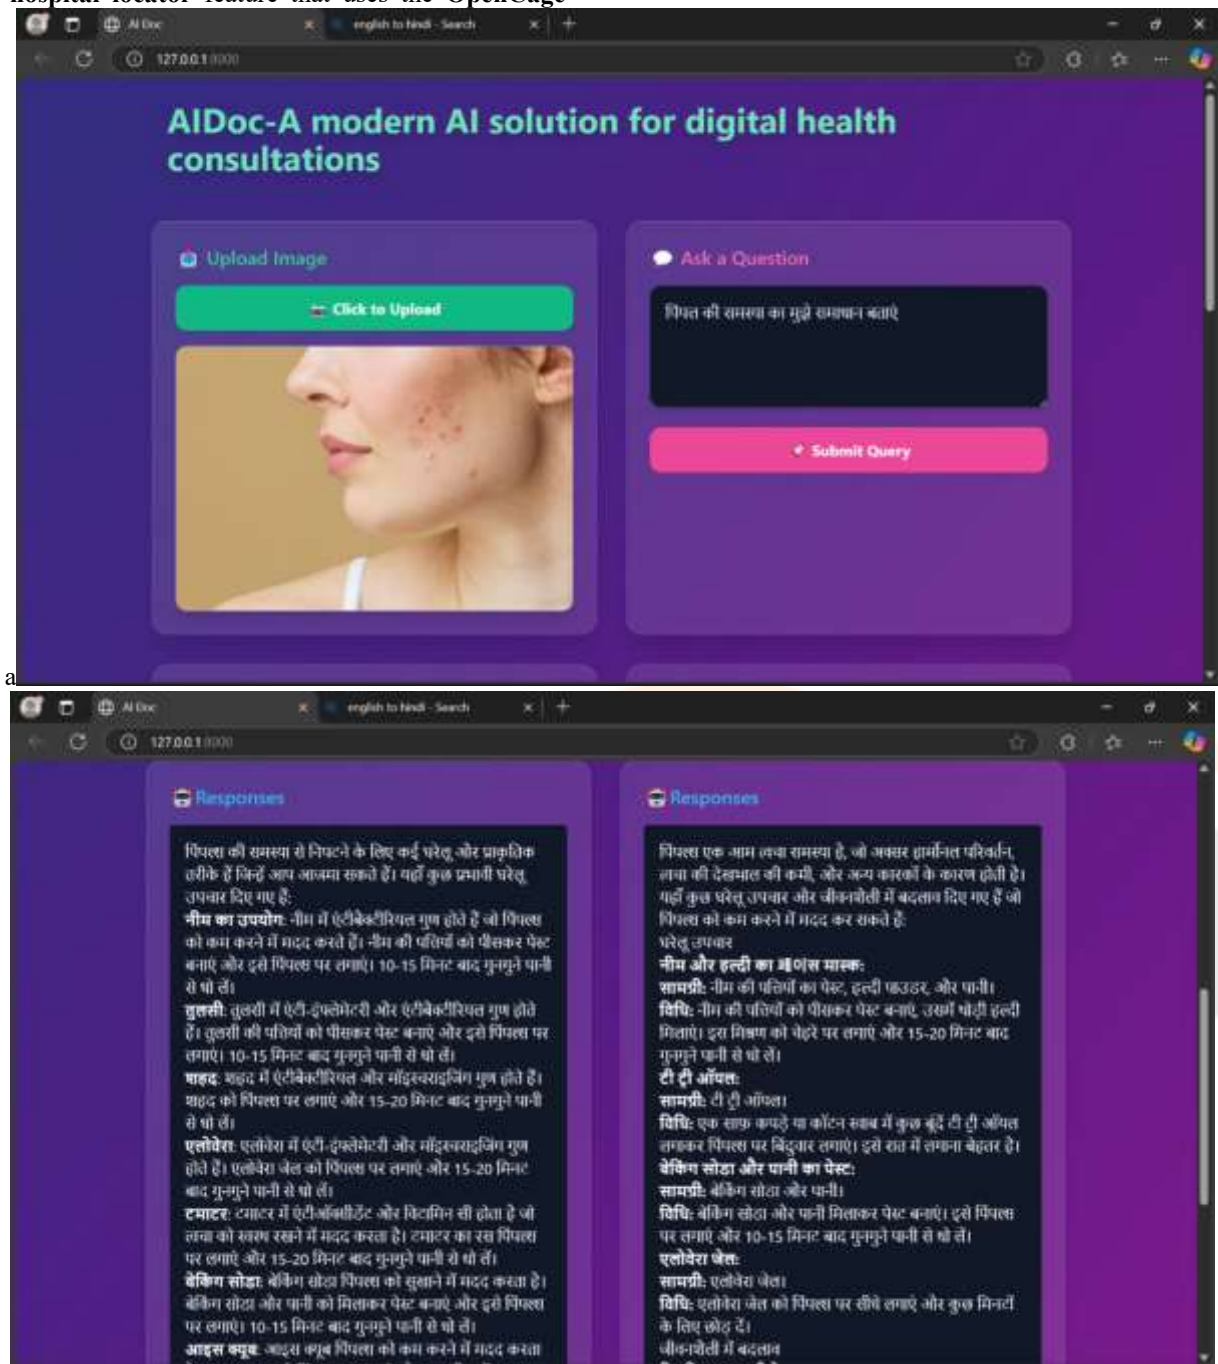 hospital locator feature that uses the OpenCage
AI Doc
english to hindi - Search
127.0.0.1:8000
AIDoc-A modern AI solution for digital health
consultations
Upload Image
Click to Upload
Ask a Question
पिंपल की समस्या का मुझे समाधान बताएं
Submit Query
a
AI Doc
english to hindi - Search
127.0.0.1:8000
Responses
पिंपल्स की समस्या से निपटने के लिए कई घरेलू और प्राकृतिक
तरीके हैं जिन्हें आप आजमा सकते हैं। यहाँ कुछ प्रभावी घरेलू
उपचार दिए गए हैं:
नीम का उपयोग: नीम में एंटीबैक्टीरियल गुण होते हैं जो पिंपल्स
को कम करने में मदद करते हैं। नीम की पत्तियों को पीसकर पेस्ट
बनाएं और इसे पिंपल्स पर लगाएं। 10-15 मिनट बाद गुनगुने पानी
से धो लें।
तुलसी: तुलसी में एंटी-इंफ्लेमेटरी और एंटीबैक्टीरियल गुण होते
हैं। तुलसी की पत्तियों को पीसकर पेस्ट बनाएं और इसे पिंपल्स पर
लगाएं। 10-15 मिनट बाद गुनगुने पानी से धो लें।
शहद: शहद में एंटीबैक्टीरियल और मॉइस्चराइजिंग गुण होते हैं।
शहद को पिंपल्स पर लगाएं और 15-20 मिनट बाद गुनगुने पानी
से धो लें।
एलोवेरा: एलोवेरा में एंटी-इंफ्लेमेटरी और मॉइस्चराइजिंग गुण
होते हैं। एलोवेरा जेल को पिंपल्स पर लगाएं और 15-20 मिनट
बाद गुनगुने पानी से धो लें।
टमाटर: टमाटर में एंटीऑक्सीडेंट और विटामिन सी होता है जो
त्वचा को स्वस्थ रखने में मदद करता है। टमाटर का रस पिंपल्स
पर लगाएं और 15-20 मिनट बाद गुनगुने पानी से धो लें।
बेकिंग सोडा: बेकिंग सोडा पिंपल्स को सुखाने में मदद करता है।
बेकिंग सोडा और पानी को मिलाकर पेस्ट बनाएं और इसे पिंपल्स
पर लगाएं। 10-15 मिनट बाद गुनगुने पानी से धो लें।
आइस क्यूब: आइस क्यूब पिंपल्स को कम करने में मदद करता
Responses
पिंपल्स एक आम त्वचा समस्या है, जो अक्सर हार्मोनल परिवर्तन,
त्वचा की देखभाल की कमी, और अन्य कारकों के कारण होती है।
यहाँ कुछ घरेलू उपचार और जीवनशैली में बदलाव दिए गए हैं जो
पिंपल्स को कम करने में मदद कर सकते हैं:
घरेलू उपचार
नीम और हल्दी का 페이스 मास्क:
सामग्री: नीम की पत्तियों का पेस्ट, हल्दी पाउडर, और पानी।
विधि: नीम की पत्तियों को पीसकर पेस्ट बनाएं, उसमें थोड़ी हल्दी
मिलाएं। इस मिश्रण को चेहरे पर लगाएं और 15-20 मिनट बाद
गुनगुने पानी से धो लें।
टी ट्री ऑयल:
सामग्री: टी ट्री ऑयल।
विधि: एक साफ कपड़े या कॉटन स्वाब में कुछ बूंदें टी ट्री ऑयल
लगाकर पिंपल्स पर बिंदुवार लगाएं। इसे रात में लगाना बेहतर है।
बेकिंग सोडा और पानी का पेस्ट:
सामग्री: बेकिंग सोडा और पानी।
विधि: बेकिंग सोडा और पानी मिलाकर पेस्ट बनाएं। इसे पिंपल्स
पर लगाएं और 10-15 मिनट बाद गुनगुने पानी से धो लें।
एलोवेरा जेल:
सामग्री: एलोवेरा जेल।
विधि: एलोवेरा जेल को पिंपल्स पर सीधे लगाएं और कुछ मिनटों
के लिए छोड़ दें।
जीवनशैली में बदलाव